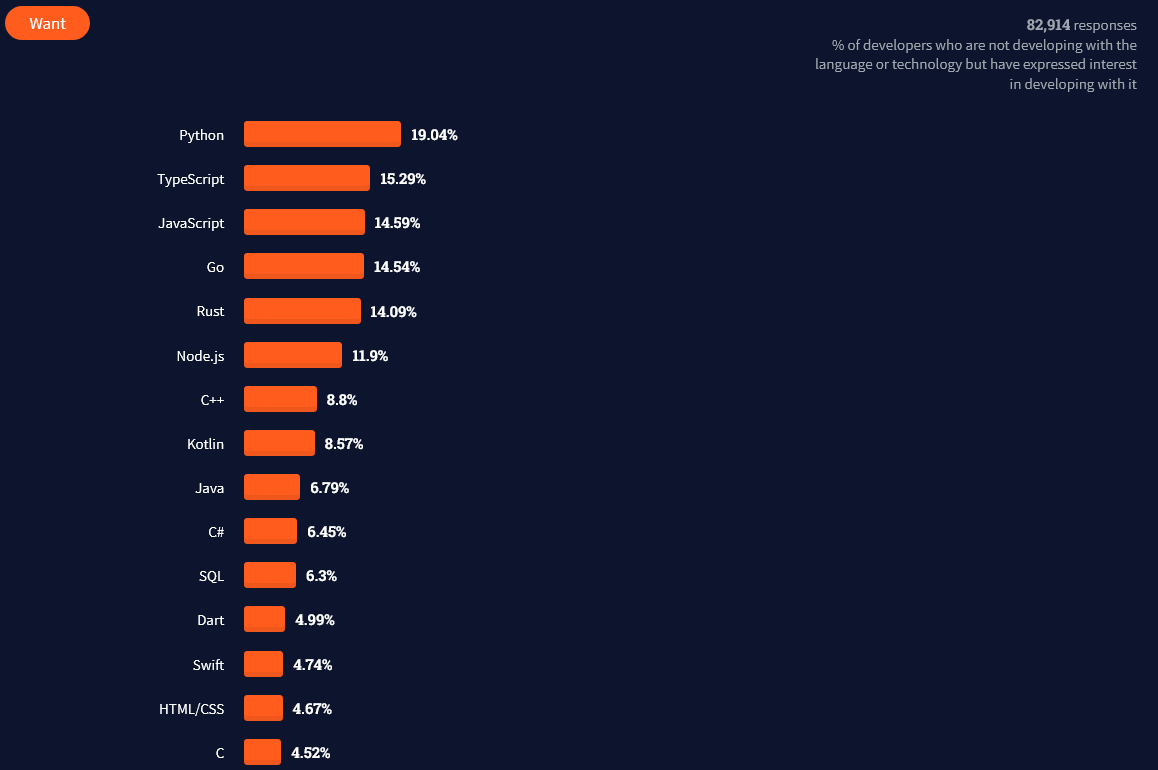 Want
82,914 responses
% of developers who are not developing with the
language or technology but have expressed interest
in developing with it
Python 19.04%
TypeScript 15.29%
JavaScript 14.59%
Go 14.54%
Rust 14.09%
Node.js 11.9%
C++ 8.8%
Kotlin 8.57%
Java 6.79%
C# 6.45%
SQL 6.3%
Dart 4.99%
Swift 4.74%
HTML/CSS 4.67%
C 4.52%